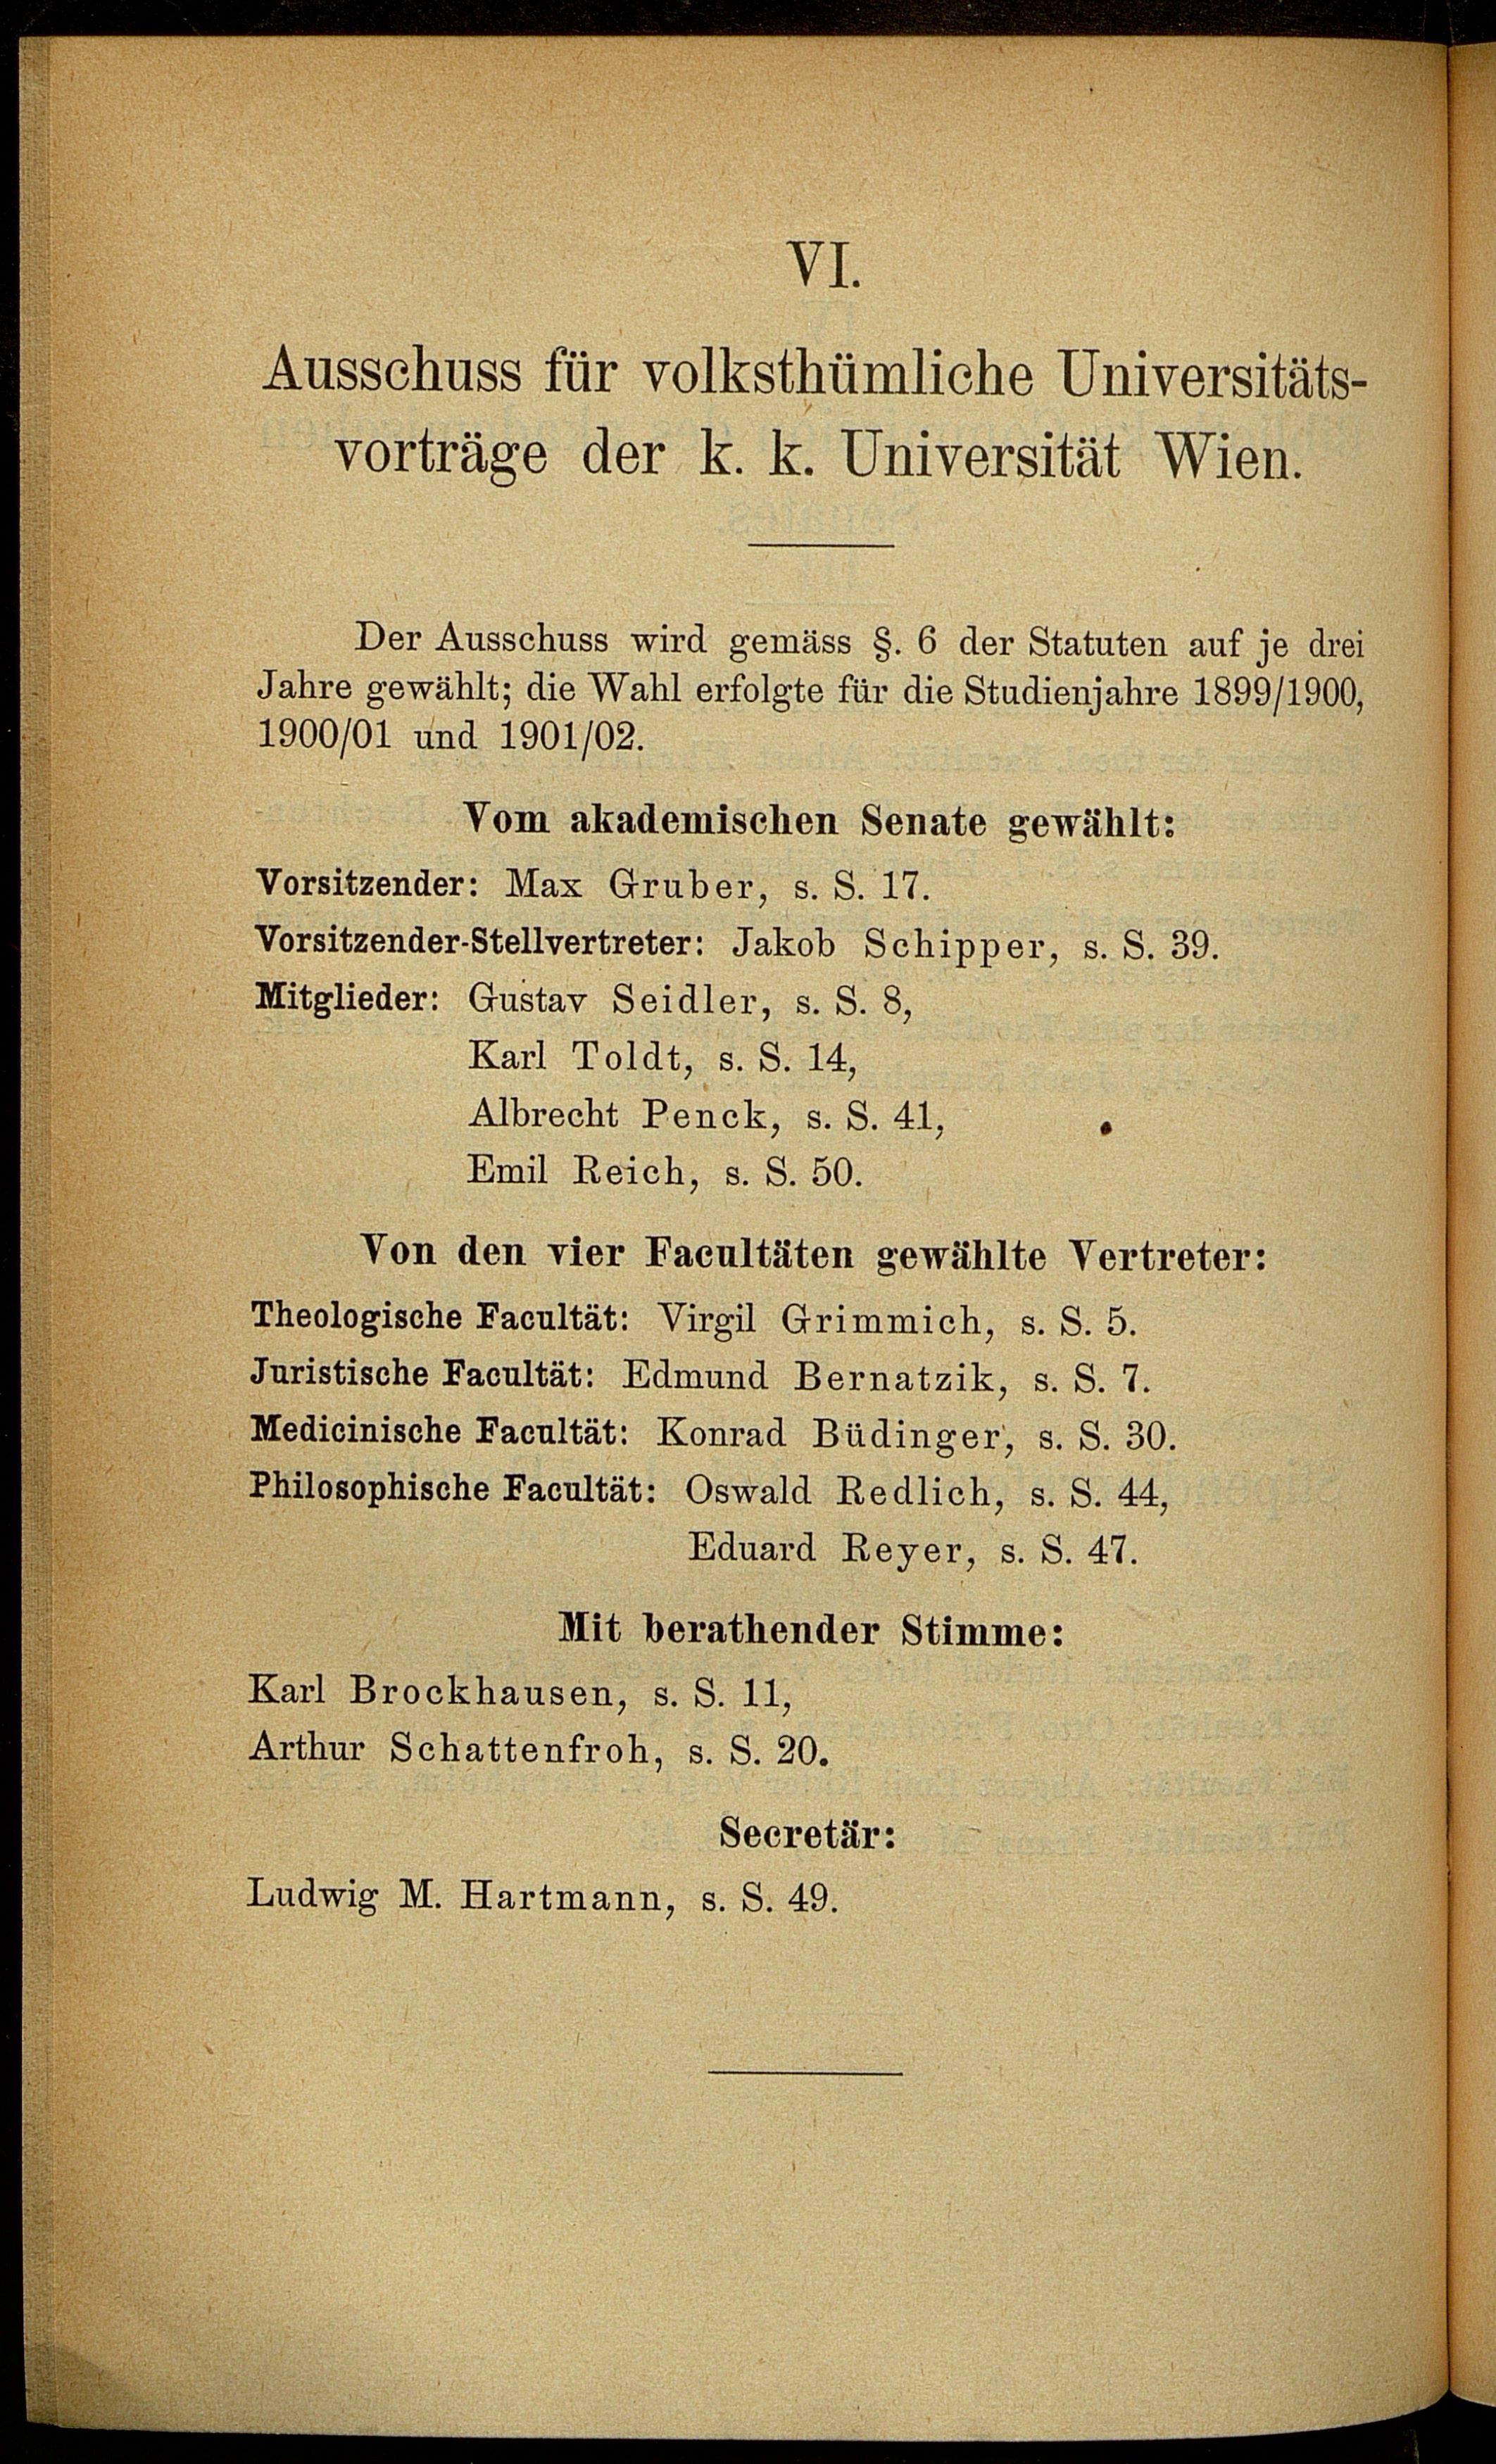 VI.
Ausschuss für volksthümliche Universitäts-
vorträge der k. k. Universität Wien.
Der Ausschuss wird gemäss §. 6 der Statuten auf je drei
Jahre gewählt; die Wahl erfolgte für die Studienjahre 1899/1900,
1900/01 und 1901/02.
Vom akademischen Senate gewählt:
Vorsitzender: Max Gruber, s. S. 17.
Vorsitzender-Stellvertreter: Jakob Schipper, s. S. 39.
Mitglieder: Gustav Seidler, s. S. 8,
Karl Toldt, s. S. 14,
Albrecht Penck, s. S. 41,
Emil Reich, s. S. 50.
Von den vier Facultäten gewählte Vertreter:
Theologische Facultät: Virgil Grimmich, s. S. 5.
Juristische Facultät: Edmund Bernatzik, s. S. 7.
Medicinische Facultät: Konrad Büdinger, s. S. 30.
Philosophische Facultät: Oswald Redlich, s. S. 44,
Eduard Reyer, s. S. 47.
Mit berathender Stimme:
Karl Brockhausen, s. S. 11,
Arthur Schattenfroh, s. S. 20.
Secretär:
Ludwig M. Hartmann, s. S. 49.